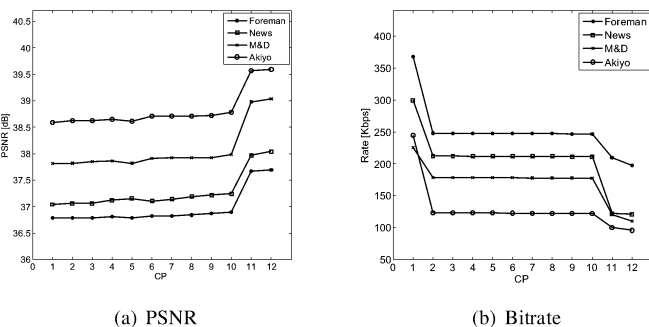 40.5
40
39.5
39
38.5
38
37.5
37
36.5
36
PSNR [dB]
0 1 2 3 4 5 6 7 8 9 10 11 12
CP
Foreman
News
M&D
Akiyo
(a) PSNR
400
350
300
250
200
150
100
50
Rate [Kbps]
0 1 2 3 4 5 6 7 8 9 10 11 12
CP
Foreman
News
M&D
Akiyo
(b) Bitrate